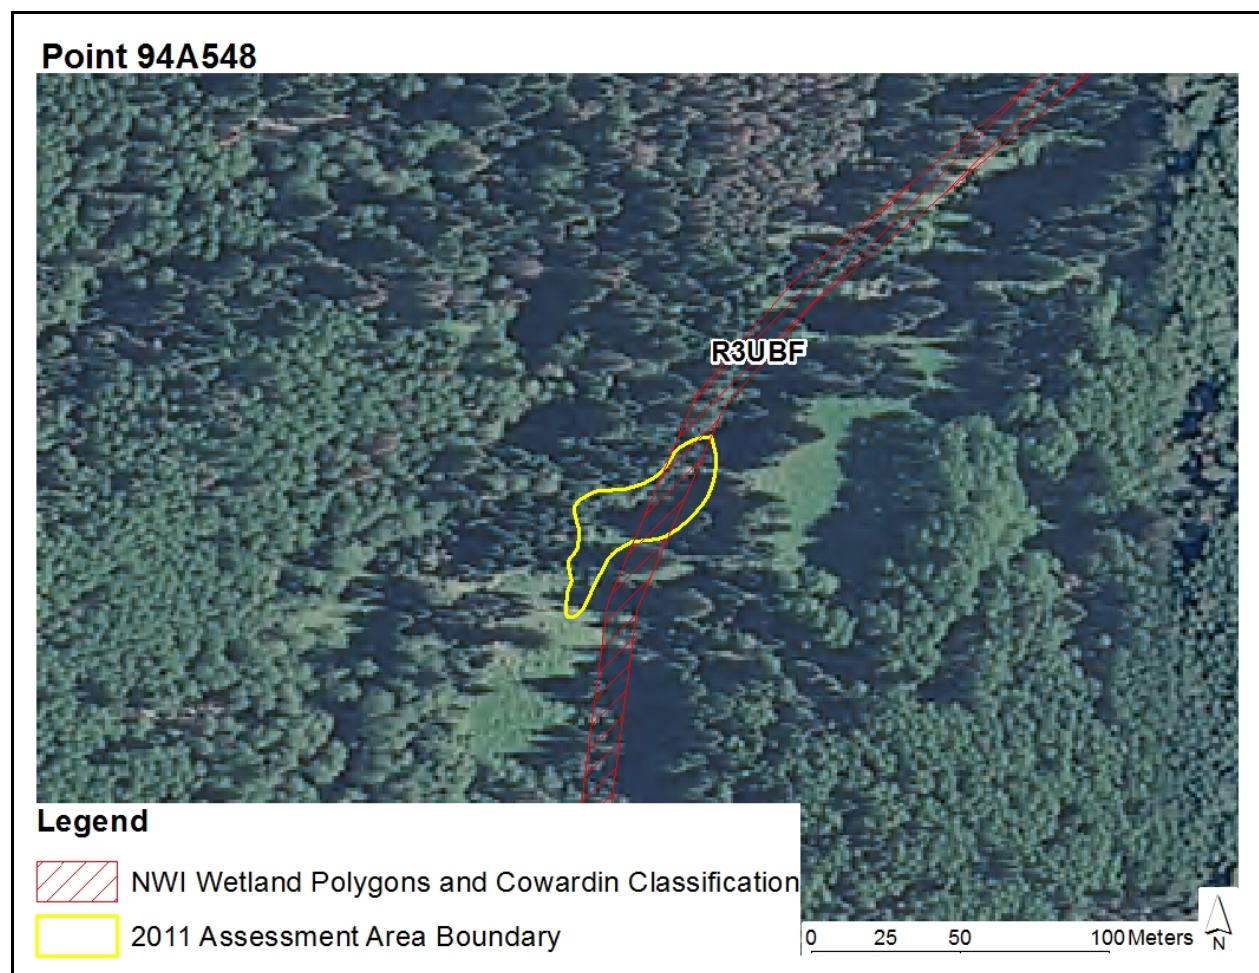 Point 94A548
R3UBF
Legend
NWI Wetland Polygons and Cowardin Classification
2011 Assessment Area Boundary
0 25 50 100 Meters
N